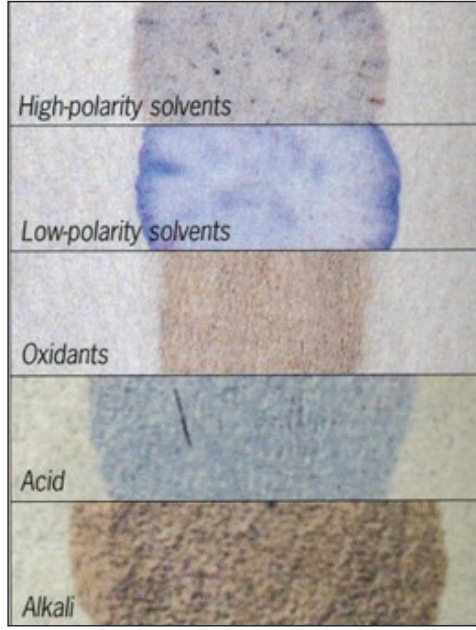 High-polarity solvents
Low-polarity solvents
Oxidants
Acid
Alkali